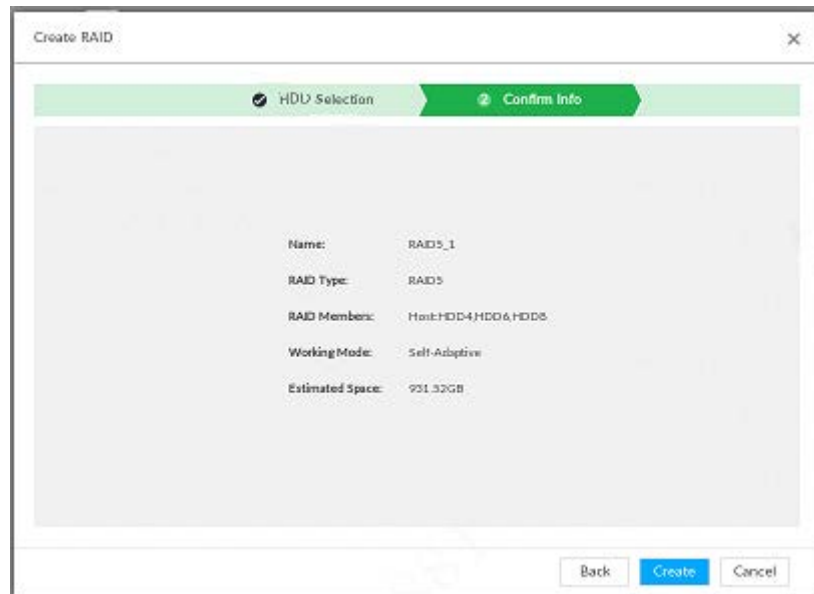 Create RAID
HDD Selection
2 Confirm Info
Name: RAID5_1
RAID Type: RAID5
RAID Members: Host:HDD4,HDD6,HDD8
Working Mode: Self-Adaptive
Estimated Space: 931.52GB
Back Create Cancel